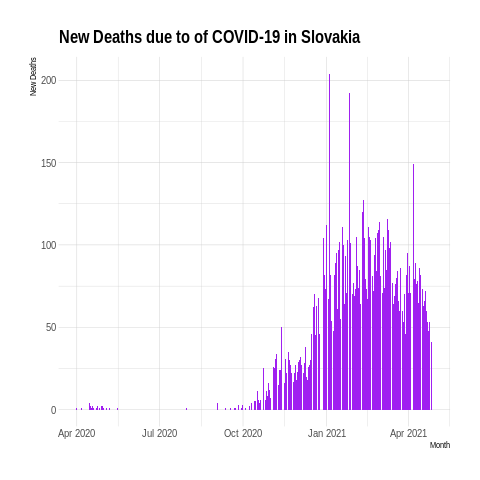 New Deaths due to of COVID-19 in Slovakia
New Deaths
200
150
100
50
0
Apr 2020 Jul 2020 Oct 2020 Jan 2021 Apr 2021
Month